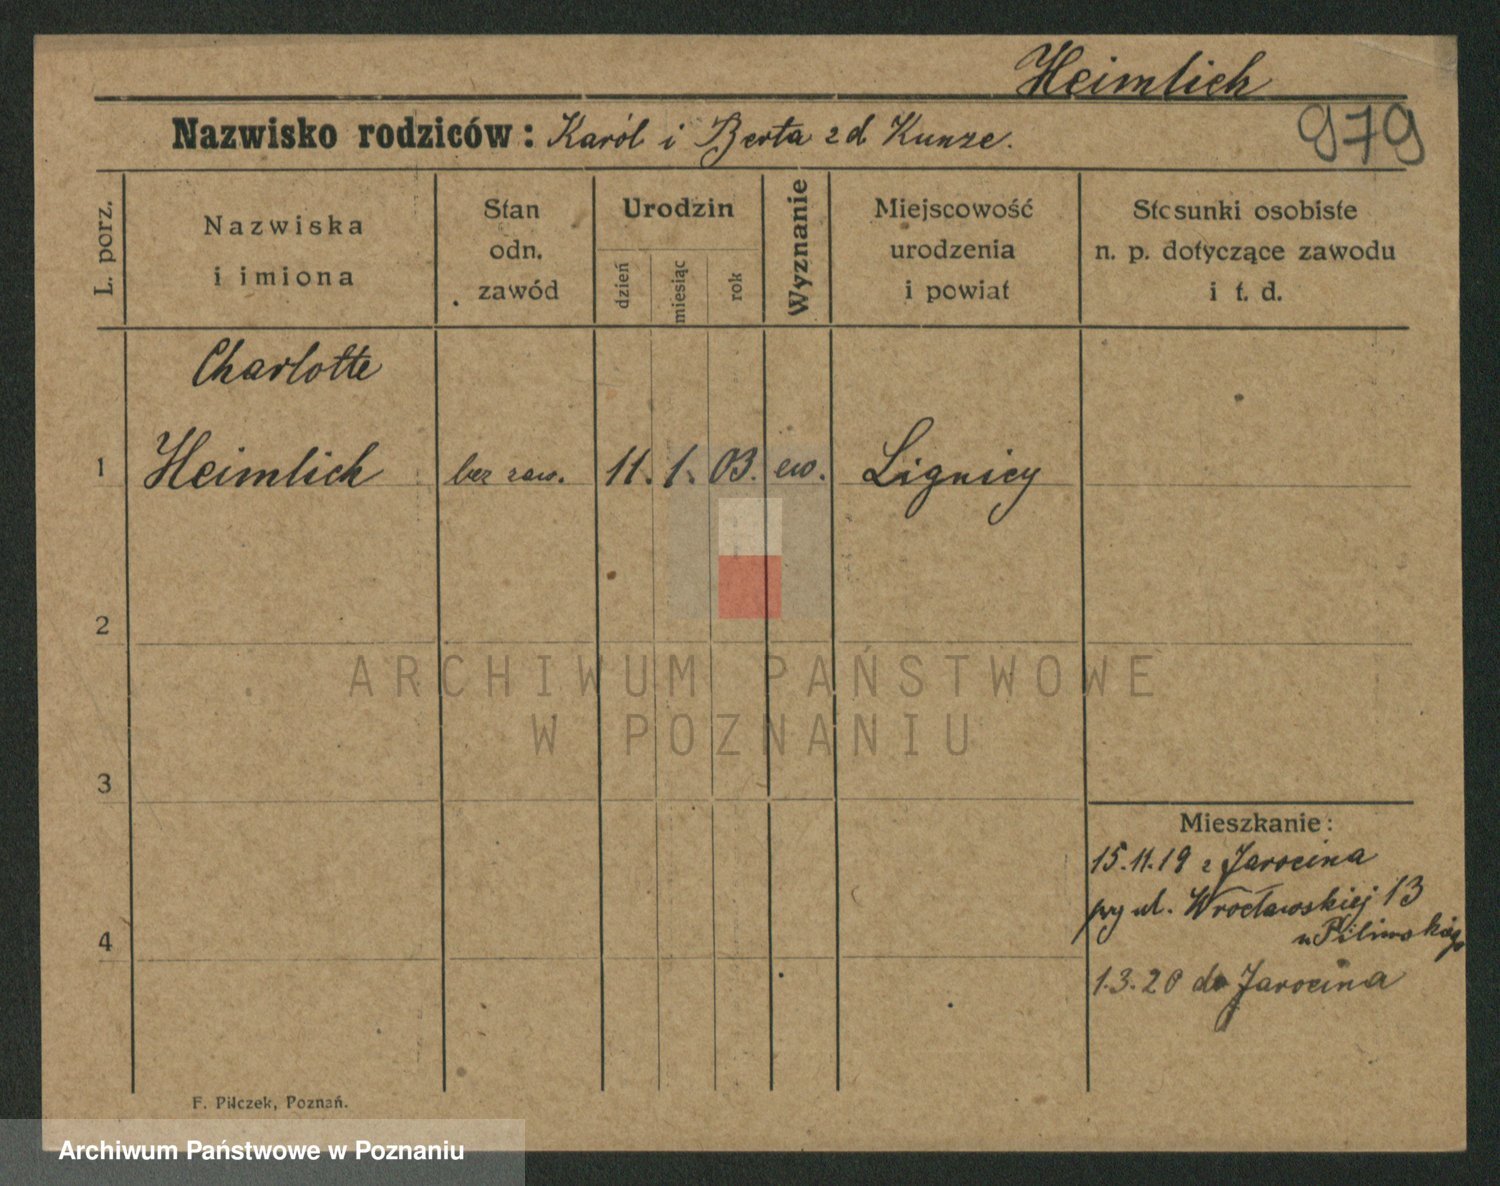 Heimlich
979
Nazwisko rodziców: Karól i Berta zd Kunze.
L. porz.
Nazwiska
i imiona
Stan
odn.
zawód
Urodzin
dzień
miesiąc
rok
Wyznanie
Miejscowość
urodzenia
i powiat
Stosunki osobiste
n. p. dotyczące zawodu
i t. d.
Charlotte
1 Heimlich bez zaw. 11. 1. 03. ew. Lignicy
2
ARCHIWUM PAŃSTWOWE
W POZNANIU
3
Mieszkanie:
15.11.19 z Jarocina
ul. Wrocławskiej 13
4
1.3.20 do Jarocina
F. Pilczek, Poznań.
Archiwum Państwowe w Poznaniu